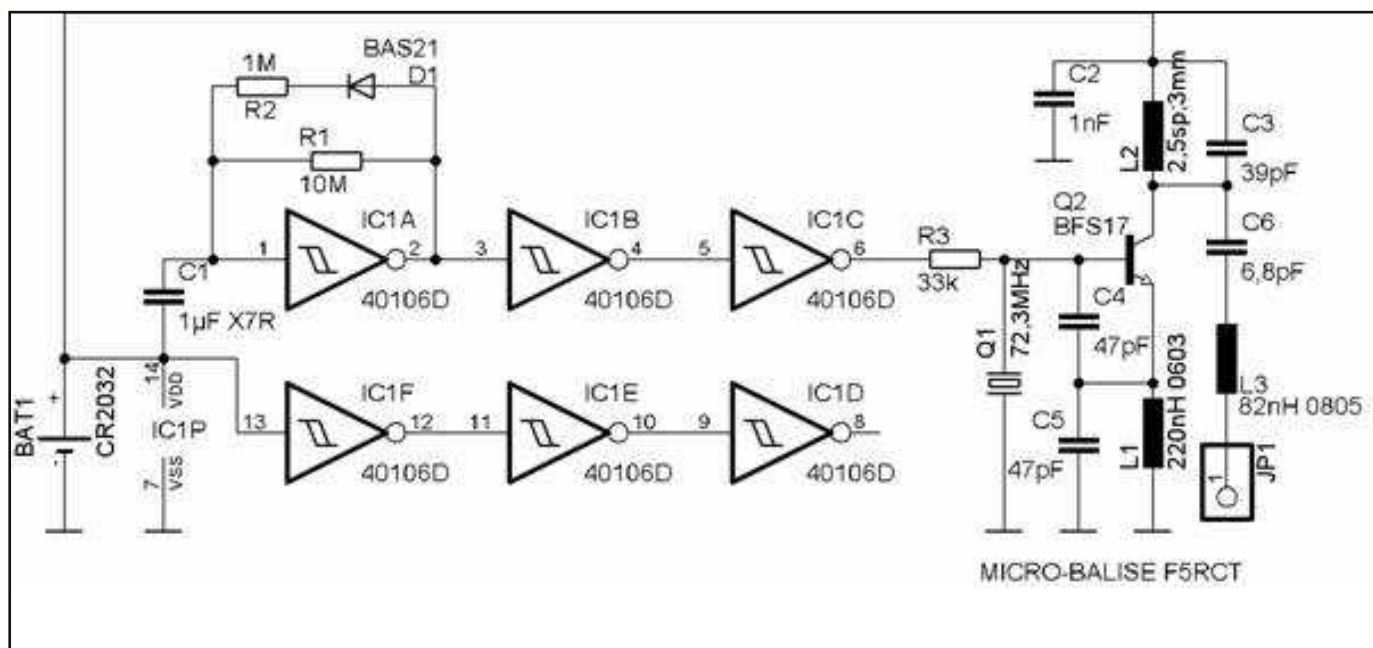 BAS21
D1
1M
R2
R1
10M
IC1A
1
2
40106D
IC1B
3
4
40106D
IC1C
5
6
40106D
C1
1µF X7R
R3
33k
Q1
72.3MHz
C2
1nF
L2
2,5sp:3mm
C3
39pF
Q2
BFS17
C6
6,8pF
C4
47pF
C5
47pF
L1
220nH 0603
L3
82nH 0805
JP1
1
BAT1
+
-
CR2032
14
VDD
IC1P
7
VSS
IC1F
13
12
40106D
IC1E
11
10
40106D
IC1D
9
8
40106D
MICRO-BALISE F5RCT